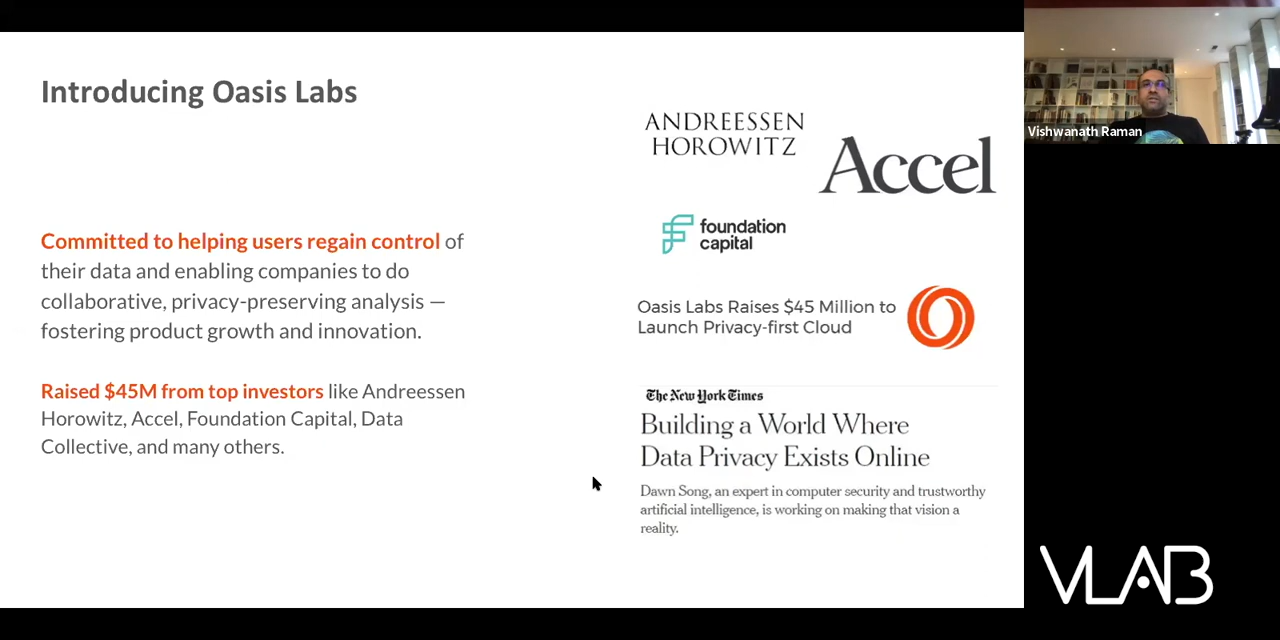 Introducing Oasis Labs
Committed to helping users regain control of
their data and enabling companies to do
collaborative, privacy-preserving analysis —
fostering product growth and innovation.
Raised $45M from top investors like Andreessen
Horowitz, Accel, Foundation Capital, Data
Collective, and many others.
ANDREESSEN
HOROWITZ
Accel
foundation
capital
Oasis Labs Raises $45 Million to
Launch Privacy-first Cloud
The New York Times
Building a World Where
Data Privacy Exists Online
Dawn Song, an expert in computer security and trustworthy
artificial intelligence, is working on making that vision a
reality.
Vishwanath Raman
VLAB